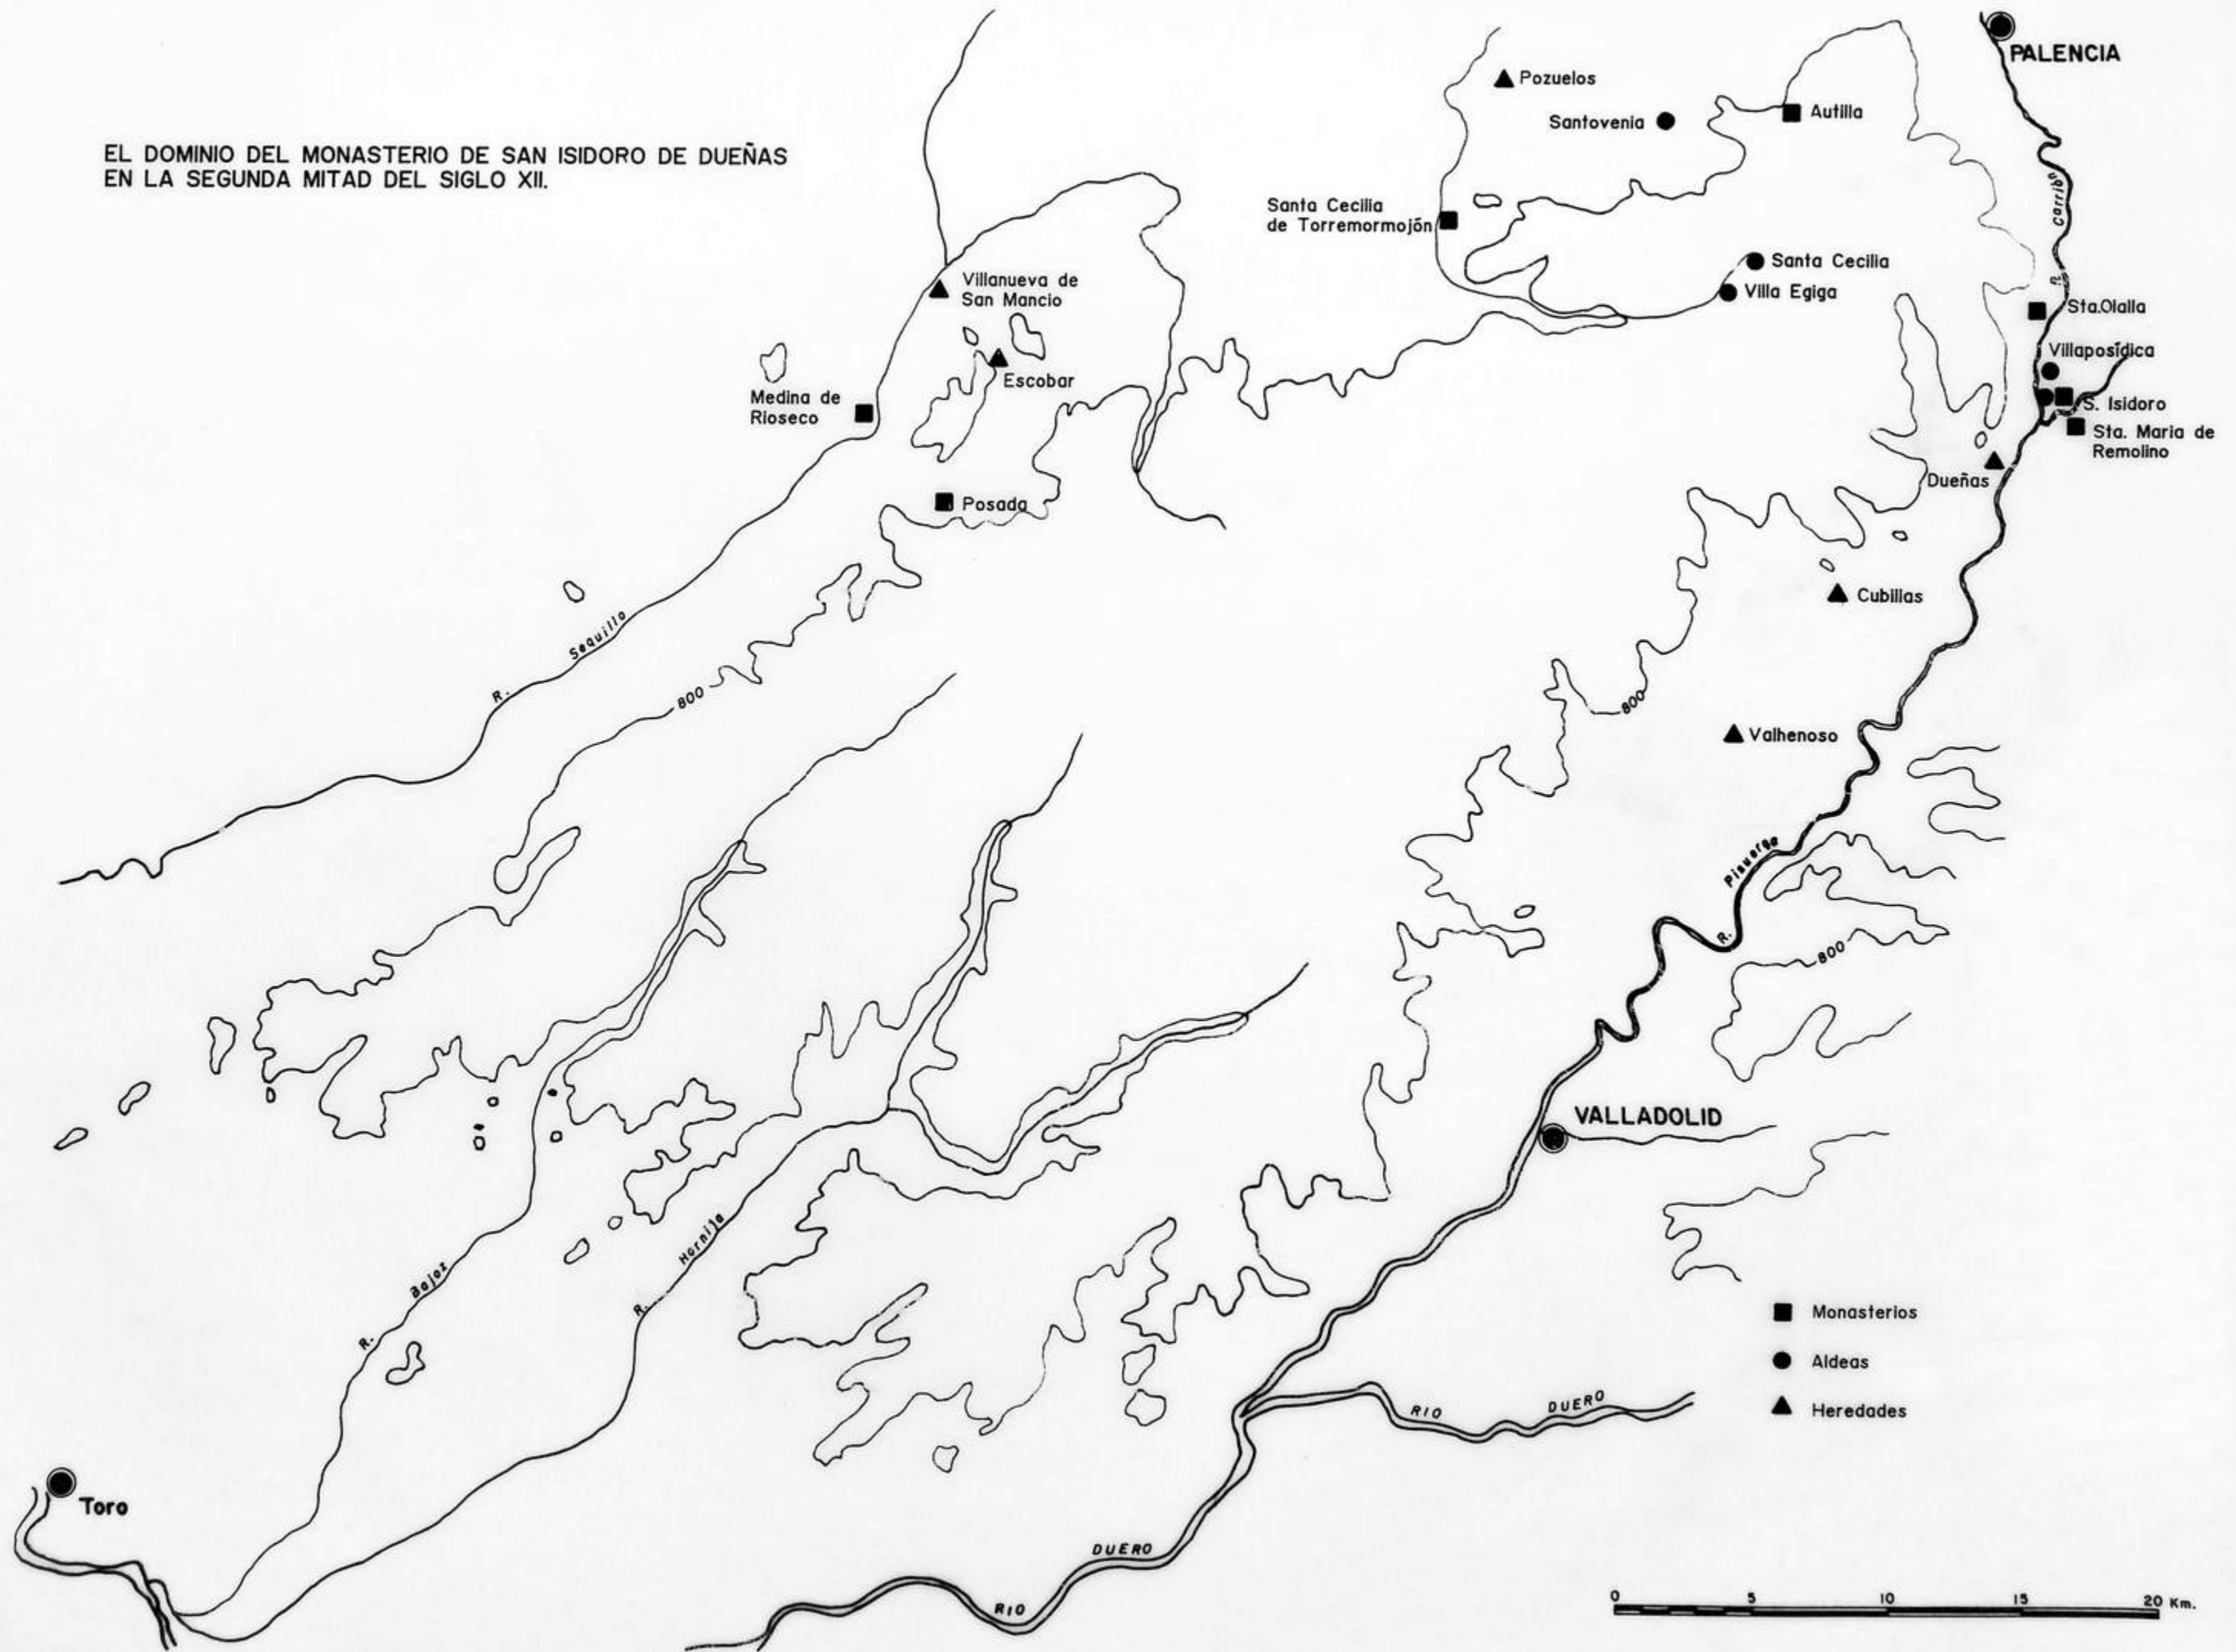 EL DOMINIO DEL MONASTERIO DE SAN ISIDORO DE DUEÑAS
EN LA SEGUNDA MITAD DEL SIGLO XII.
PALENCIA
Pozuelos
Santovenia
Autilla
R. Carrión
Santa Cecilia
de Torremormojón
Santa Cecilia
Villa Egiga
Villanueva de
San Mancio
Sta.Olalla
Villaposídica
Escobar
Medina de
Rioseco
S. Isidoro
Sta. Maria de
Remolino
Dueñas
Posada
Cubillas
R. Sequillo
800
800
Valhenoso
R. Pisuerga
800
VALLADOLID
R. Hornija
R. Bajoz
Monasterios
Aldeas
Heredades
RIO DUERO
Toro
RIO DUERO
0 5 10 15 20 Km.